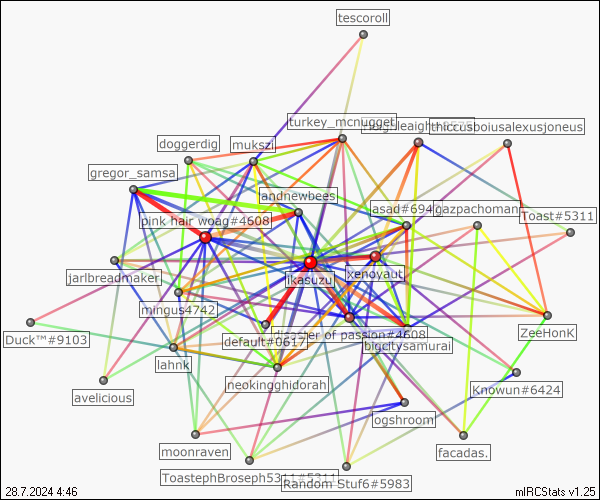 tescoroll
turkey_mcnugget
thiccusboiusalexusjoneus
doggerdig
mukszi
gregor_samsa
andnewbees
asad#694
gazpachoman
Toast#5311
pink hair woag#4608
jarlbreadmaker
ikasuzu
xenoyaut
mingus4742
ZeeHonK
Duck™#9103
default#0617
of passion#4608
bigcitysamurai
lahnk
neokingghidorah
Knowun#6424
avelicious
ogshroom
moonraven
facadas.
ToastephBroseph5311#5311
Random Stuf6#5983
28.7.2024 4:46
mIRCStats v1.25